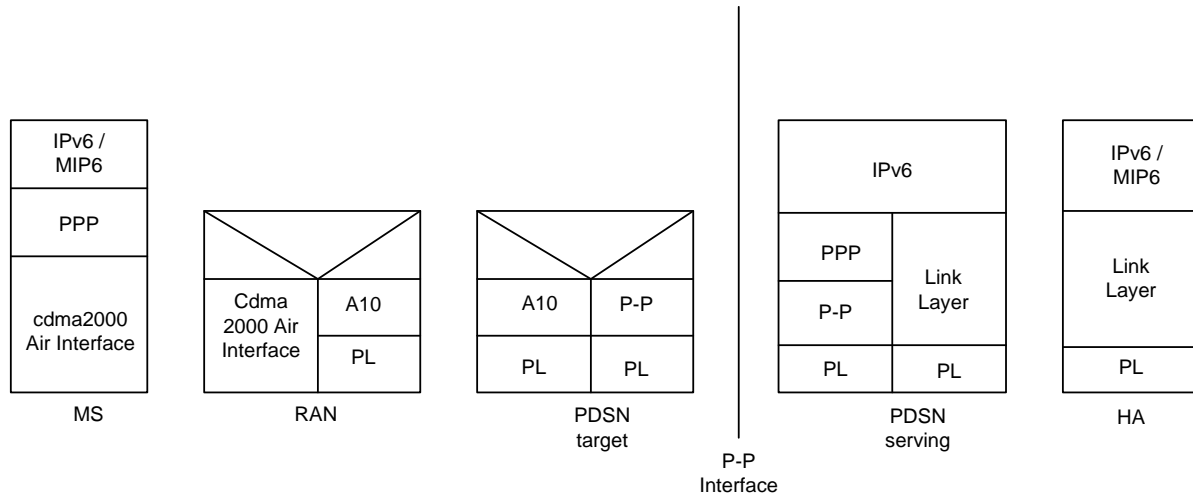 IPv6 /
MIP6
PPP
cdma2000
Air Interface
MS
Cdma
2000 Air
Interface
A10
PL
RAN
A10
P-P
PL
PL
PDSN
target
P-P
Interface
IPv6
PPP
P-P
Link
Layer
PL
PL
PDSN
serving
IPv6 /
MIP6
Link
Layer
PL
HA